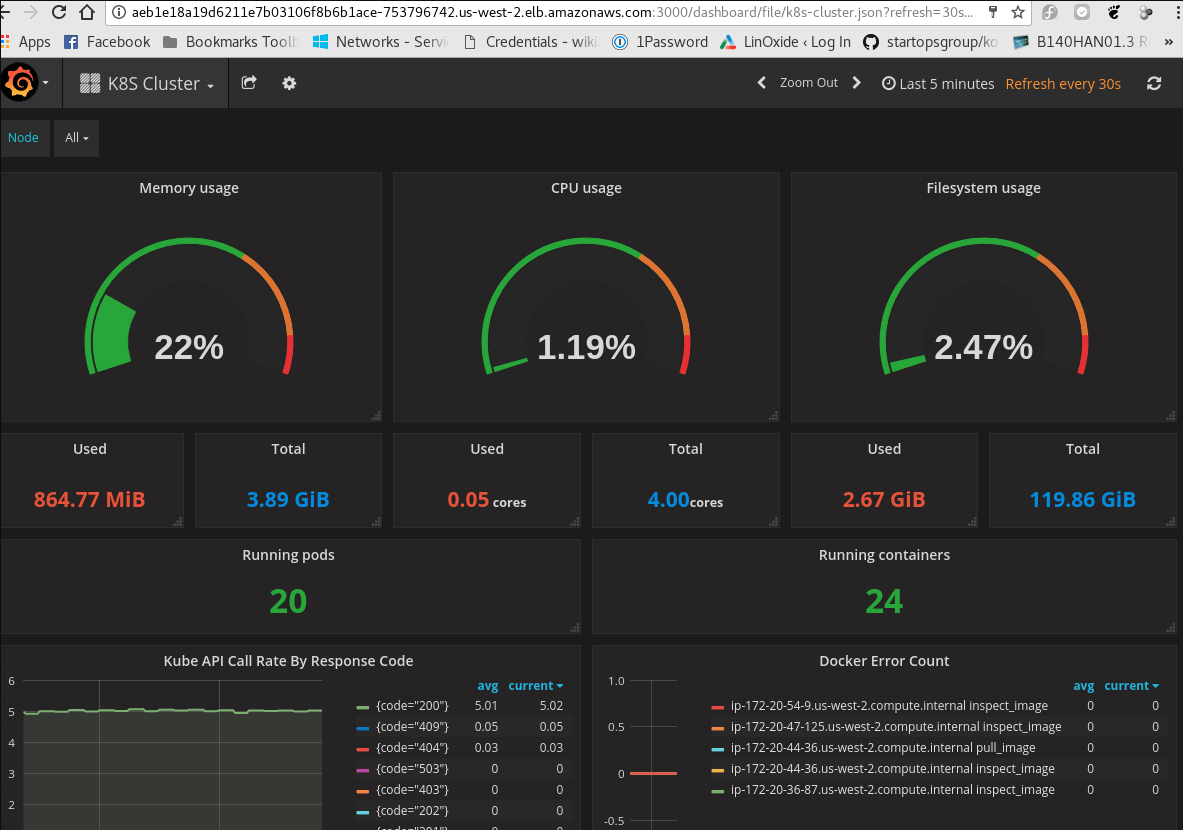 aeb1e18a19d6211e7b03106f8b6b1ace-753796742.us-west-2.elb.amazonaws.com:3000/dashboard/file/k8s-cluster.json?refresh=30s...
Apps Facebook Bookmarks Toolb Networks - Servi Credentials - wiki 1Password LinOxide ‹ Log In startopsgroup/ko B140HAN01.3 R »
K8S Cluster Zoom Out Last 5 minutes Refresh every 30s
Node All
Memory usage
22%
CPU usage
1.19%
Filesystem usage
2.47%
Used
864.77 MiB
Total
3.89 GiB
Used
0.05 cores
Total
4.00cores
Used
2.67 GiB
Total
119.86 GiB
Running pods
20
Running containers
24
Kube API Call Rate By Response Code
6
5
4
3
2
avg current
{code="200"} 5.01 5.02
{code="409"} 0.05 0.05
{code="404"} 0.03 0.03
{code="503"} 0 0
{code="403"} 0 0
{code="202"} 0 0
Docker Error Count
1.0
0.5
0
-0.5
avg current
ip-172-20-54-9.us-west-2.compute.internal inspect_image 0 0
ip-172-20-47-125.us-west-2.compute.internal inspect_image 0 0
ip-172-20-44-36.us-west-2.compute.internal pull_image 0 0
ip-172-20-44-36.us-west-2.compute.internal inspect_image 0 0
ip-172-20-36-87.us-west-2.compute.internal inspect_image 0 0